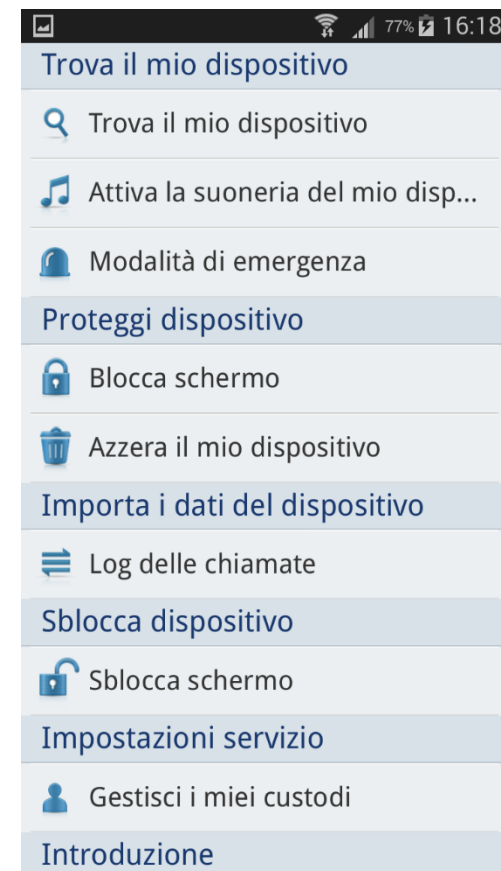 77% 16:18
Trova il mio dispositivo
Trova il mio dispositivo
Attiva la suoneria del mio disp...
Modalità di emergenza
Proteggi dispositivo
Blocca schermo
Azzera il mio dispositivo
Importa i dati del dispositivo
Log delle chiamate
Sblocca dispositivo
Sblocca schermo
Impostazioni servizio
Gestisci i miei custodi
Introduzione